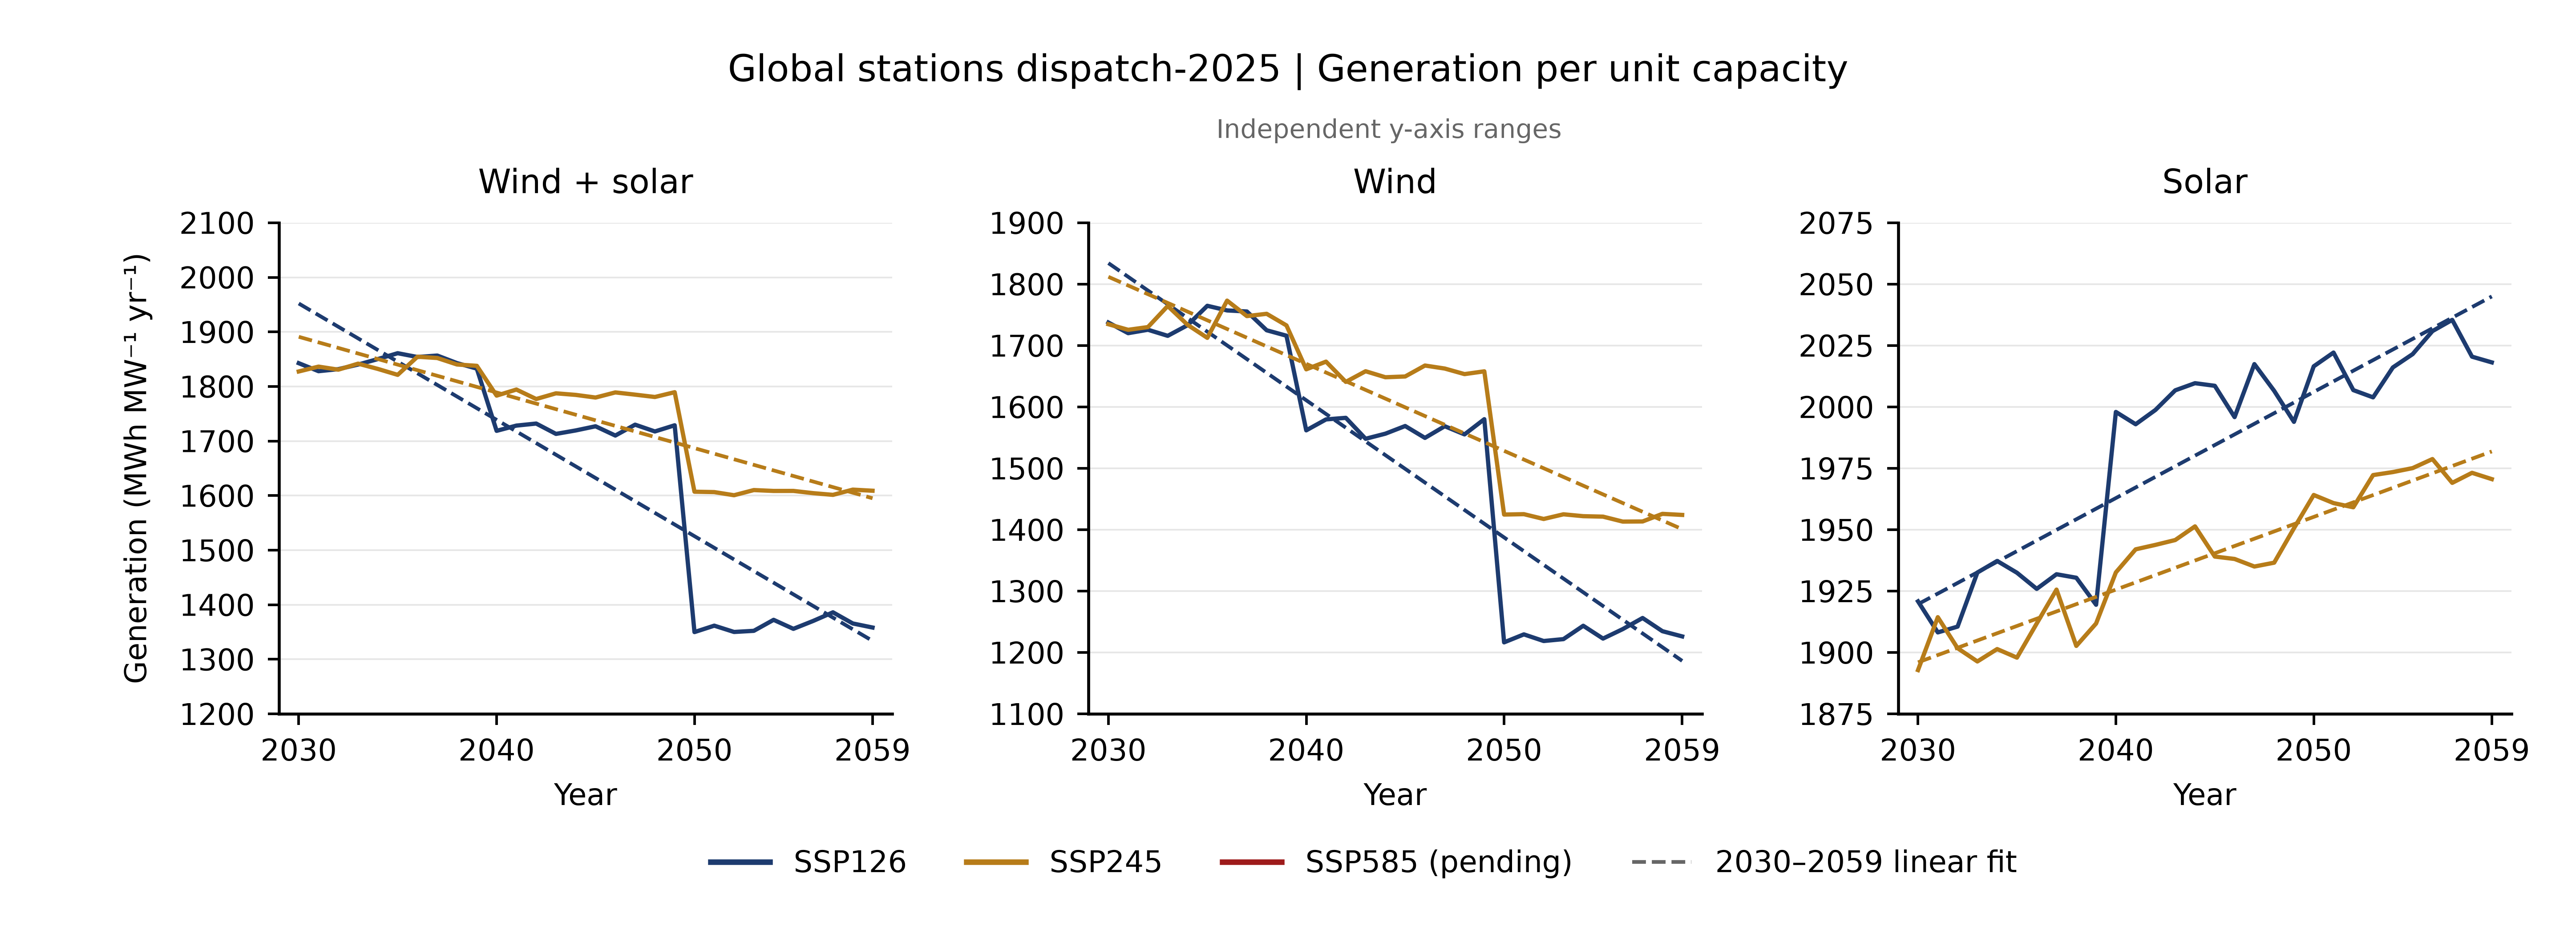 Global stations dispatch-2025 | Generation per unit capacity
Independent y-axis ranges
Wind + solar
Generation (MWh MW⁻¹ yr⁻¹)
2100
2000
1900
1800
1700
1600
1500
1400
1300
1200
2030 2040 2050 2059
Year
Wind
1900
1800
1700
1600
1500
1400
1300
1200
1100
2030 2040 2050 2059
Year
Solar
2075
2050
2025
2000
1975
1950
1925
1900
1875
2030 2040 2050 2059
Year
SSP126 SSP245 SSP585 (pending) 2030–2059 linear fit